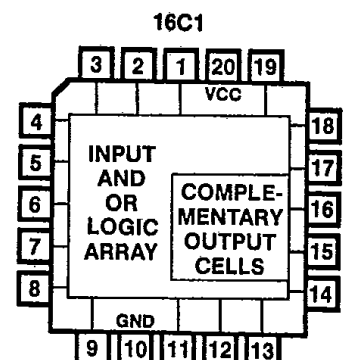 16C1
3 2 1 20 19
VCC
4
5
6
7
8
18
17
16
15
14
INPUT
AND
OR
LOGIC
ARRAY
COMPLE-
MENTARY
OUTPUT
CELLS
GND
9 10 11 12 13